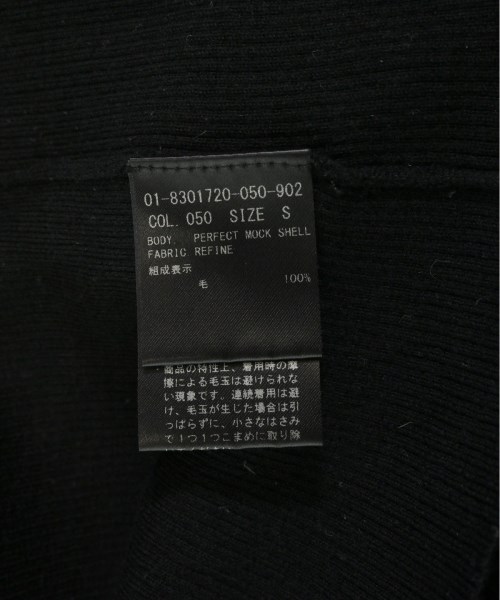 01-8301720-050-902
COL. 050 SIZE S
BODY. PERFECT MOCK SHELL
FABRIC REFINE
組成表示
毛 100%
商品の特性上、着用時の摩
擦による毛玉は避けられな
い現象です。連続着用は避
け、毛玉が生じた場合は引
っぱらずに、小さなはさみ
で1つ1つこまめに取り除